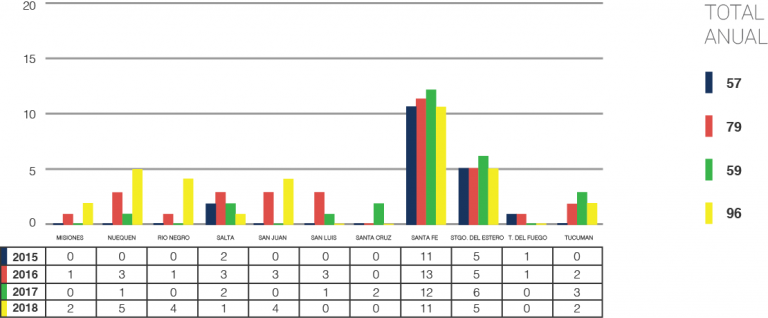 20
15
10
5
0
MISIONES NUEQUEN RIO NEGRO SALTA SAN JUAN SAN LUIS SANTA CRUZ SANTA FE STGO. DEL ESTERO T. DEL FUEGO TUCUMAN
2015 0 0 0 2 0 0 0 11 5 1 0
2016 1 3 1 3 3 3 0 13 5 1 2
2017 0 1 0 2 0 1 2 12 6 0 3
2018 2 5 4 1 4 0 0 11 5 0 2
TOTAL
ANUAL
57
79
59
96